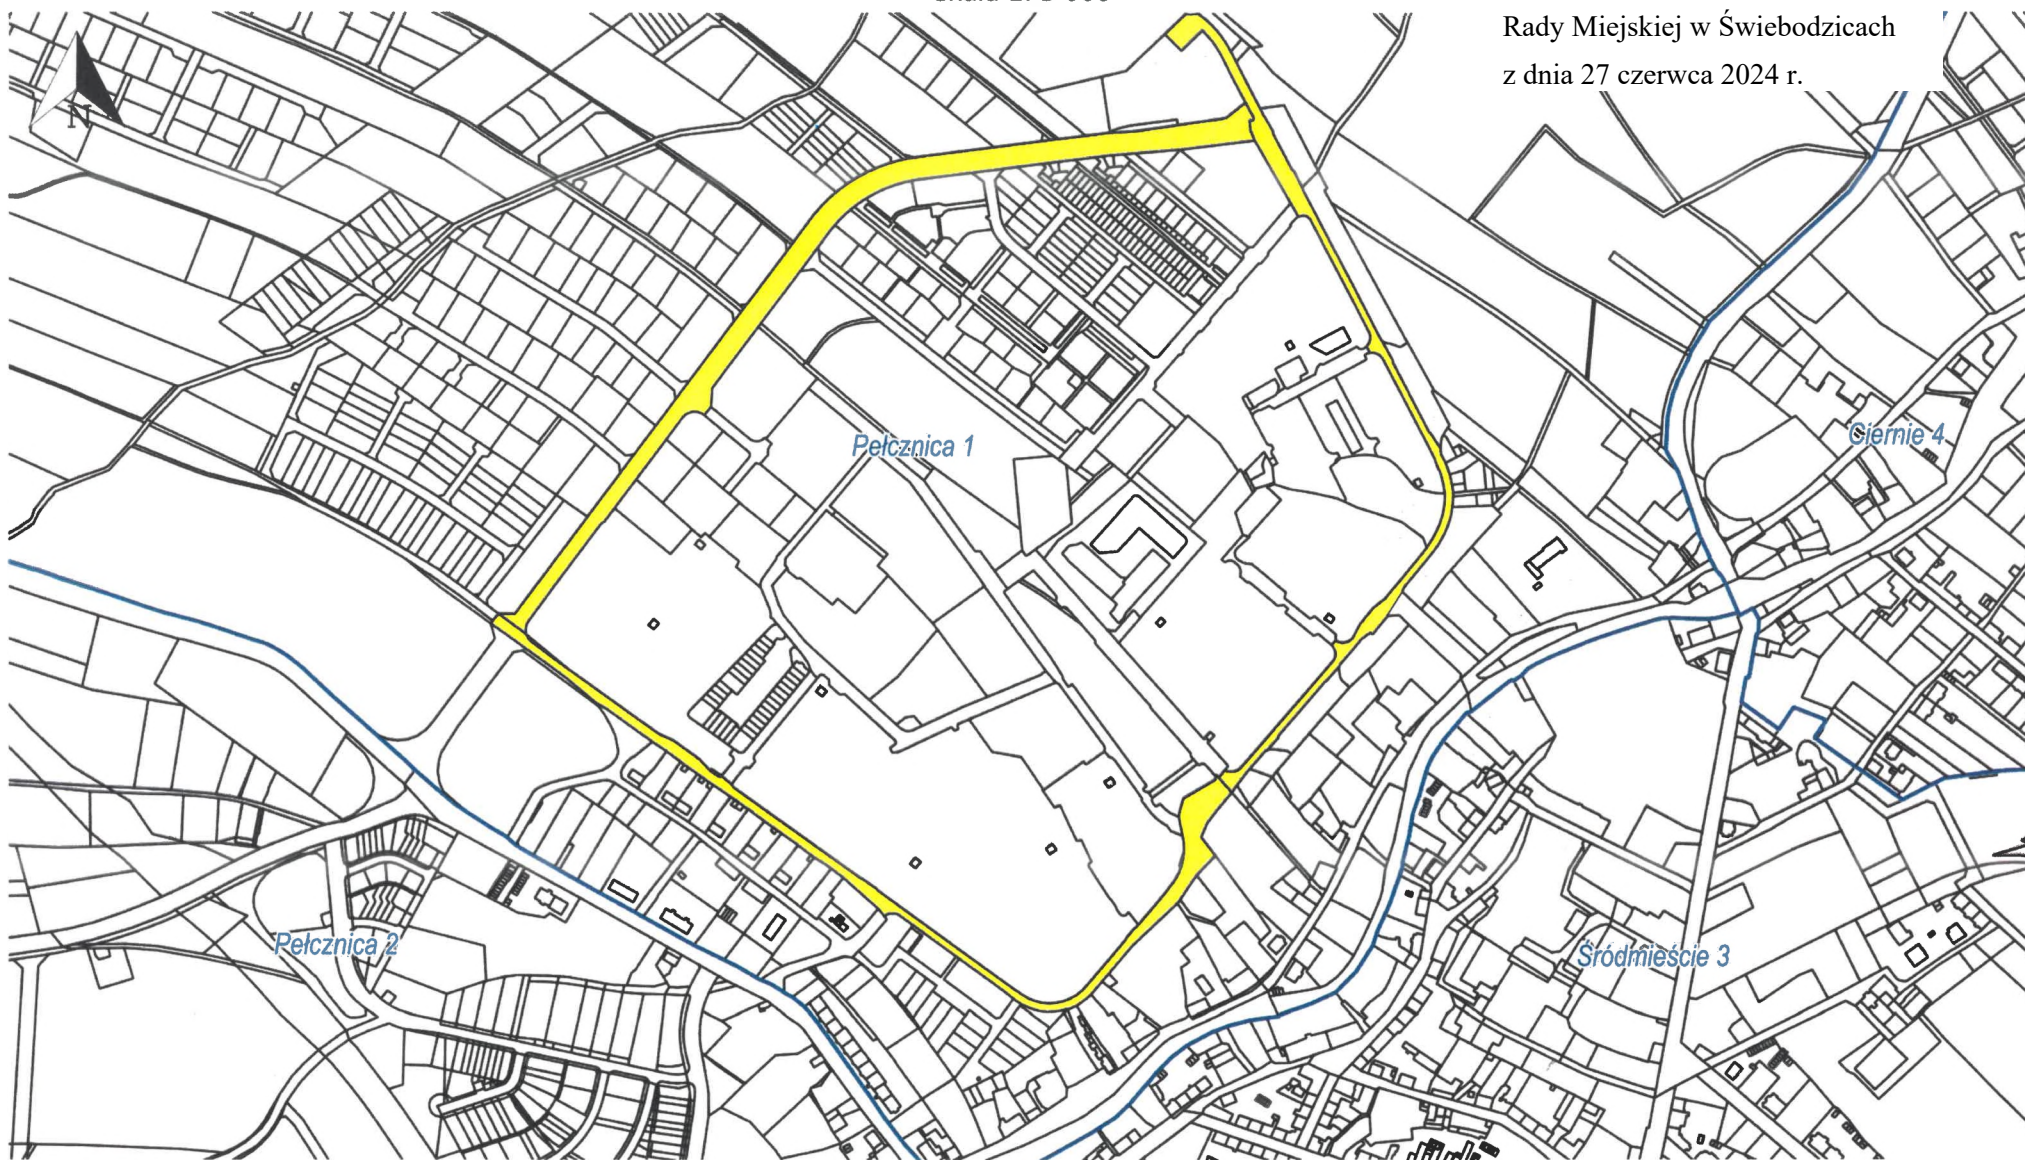 Rady Miejskiej w Świebodzicach
z dnia 27 czerwca 2024 r.
N
Pełcznica 1
Ciernie 4
Pełcznica 2
Śródmieście 3